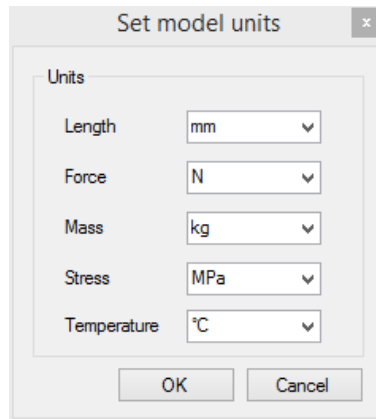 Set model units
x
Units
Length mm
Force N
Mass kg
Stress MPa
Temperature ℃
OK Cancel